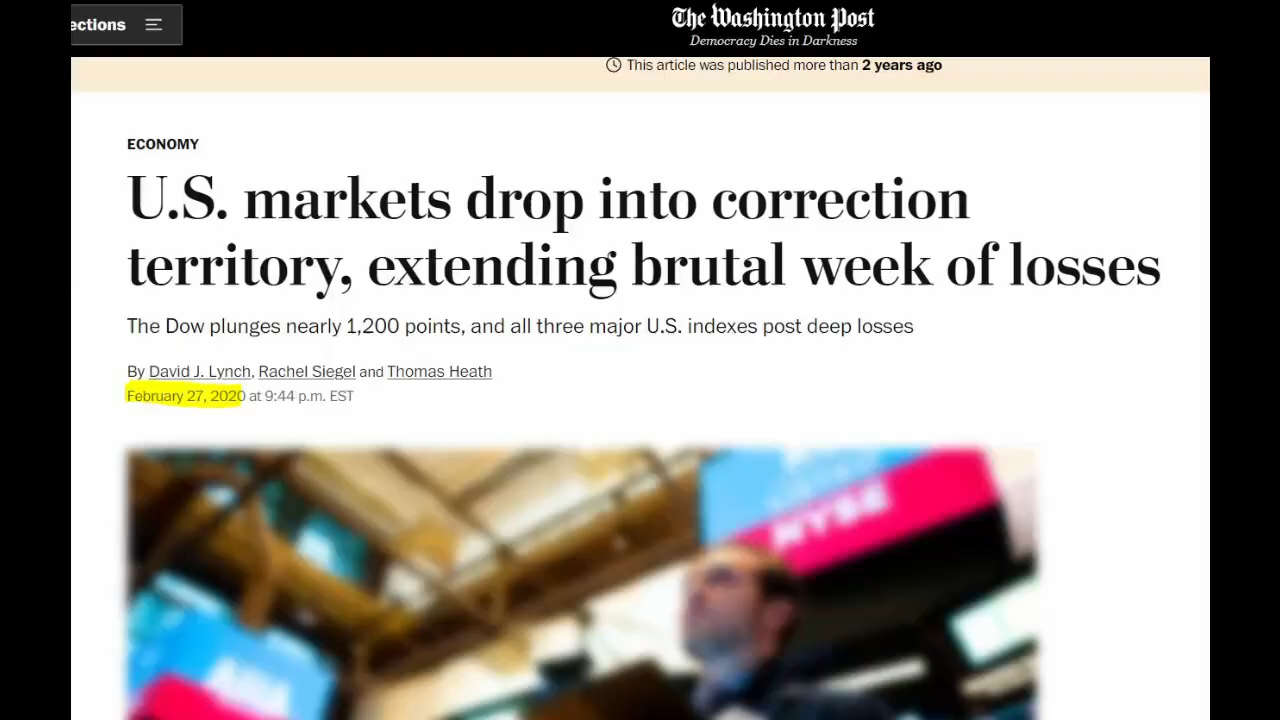 ections
The Washington Post
Democracy Dies in Darkness
This article was published more than 2 years ago
ECONOMY
U.S. markets drop into correction
territory, extending brutal week of losses
The Dow plunges nearly 1,200 points, and all three major U.S. indexes post deep losses
By David J. Lynch, Rachel Siegel and Thomas Heath
February 27, 2020 at 9:44 p.m. EST
NYSE